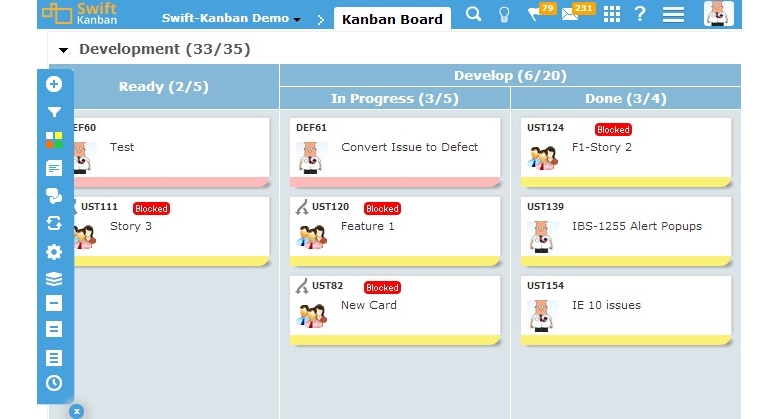 Swift
Kanban
Swift-Kanban Demo
Kanban Board
79
231
?
Development (33/35)
Ready (2/5)
Develop (6/20)
In Progress (3/5)
Done (3/4)
EF60
Test
DEF61
Convert Issue to Defect
UST124
Blocked
F1-Story 2
UST111
Blocked
Story 3
UST120
Blocked
Feature 1
UST139
IBS-1255 Alert Popups
UST82
Blocked
New Card
UST154
IE 10 issues
x